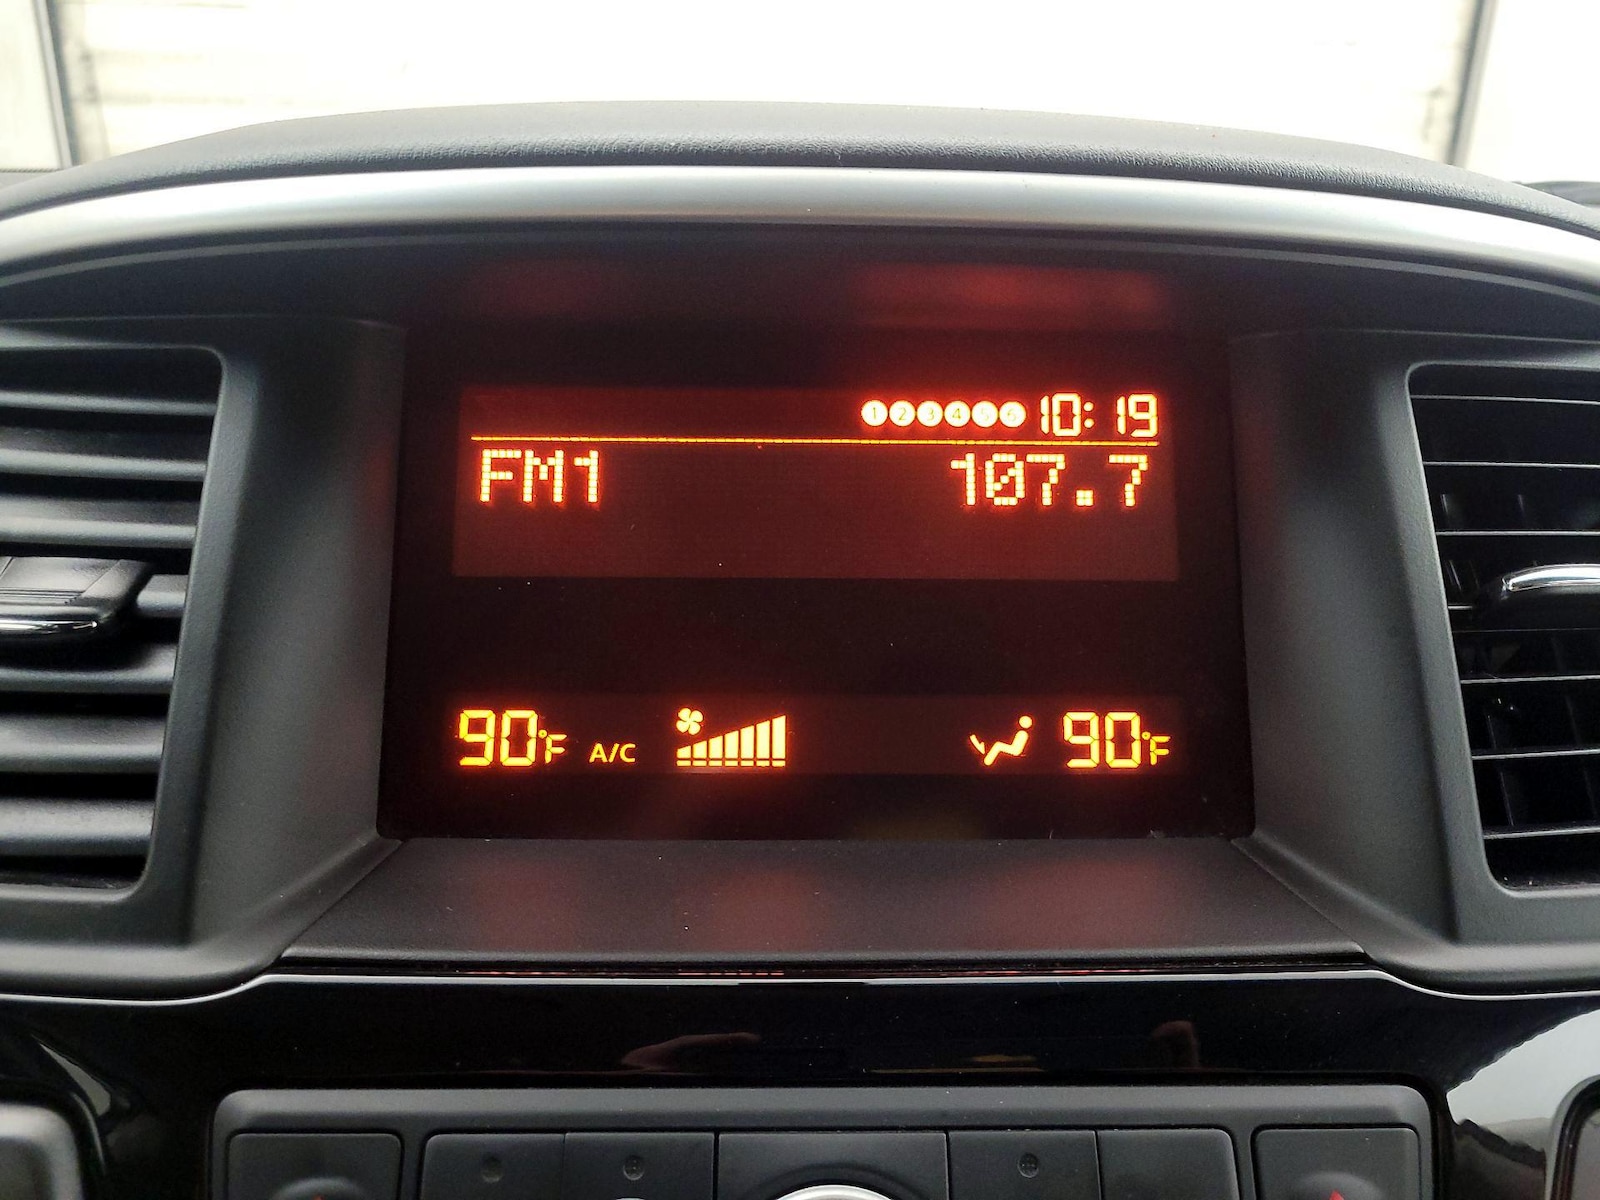 ①②③④⑤⑥ 10:19
FM1 107.7
90°F A/C 90°F